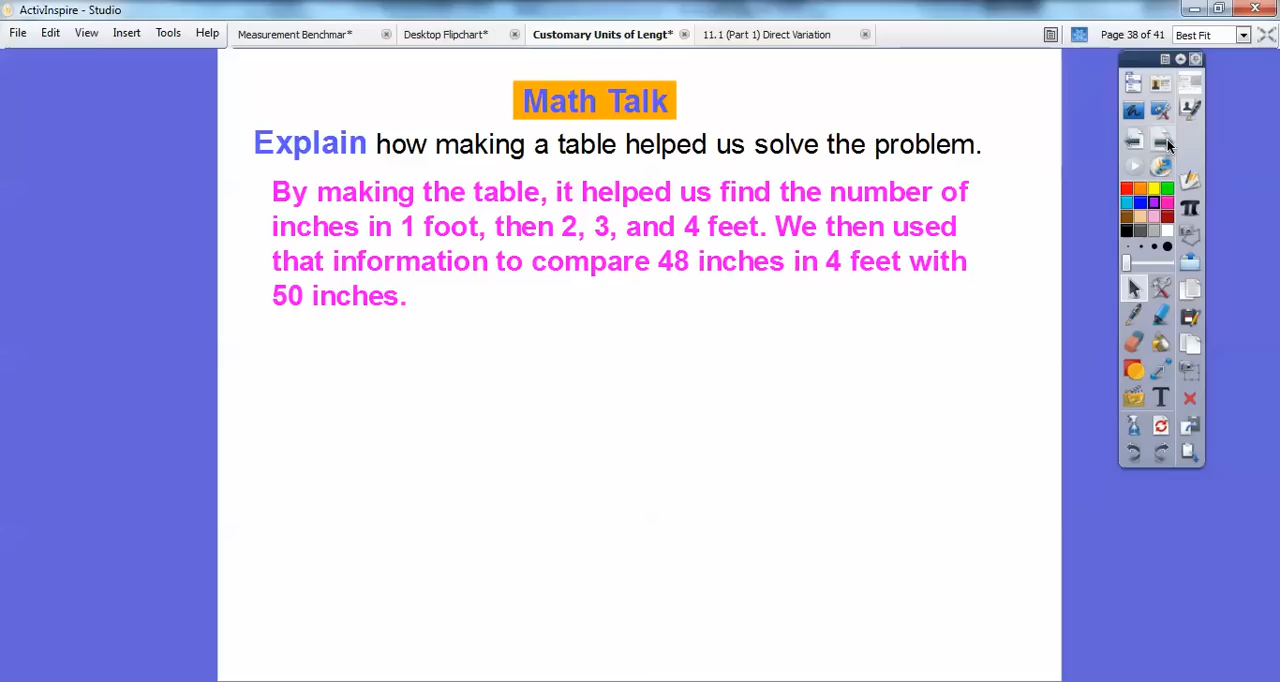 ActivInspire - Studio
File Edit View Insert Tools Help
Measurement Benchmar* Desktop Flipchart* Customary Units of Lengt* 11.1 (Part 1) Direct Variation
Page 38 of 41 Best Fit
Math Talk
Explain how making a table helped us solve the problem.
By making the table, it helped us find the number of
inches in 1 foot, then 2, 3, and 4 feet. We then used
that information to compare 48 inches in 4 feet with
50 inches.